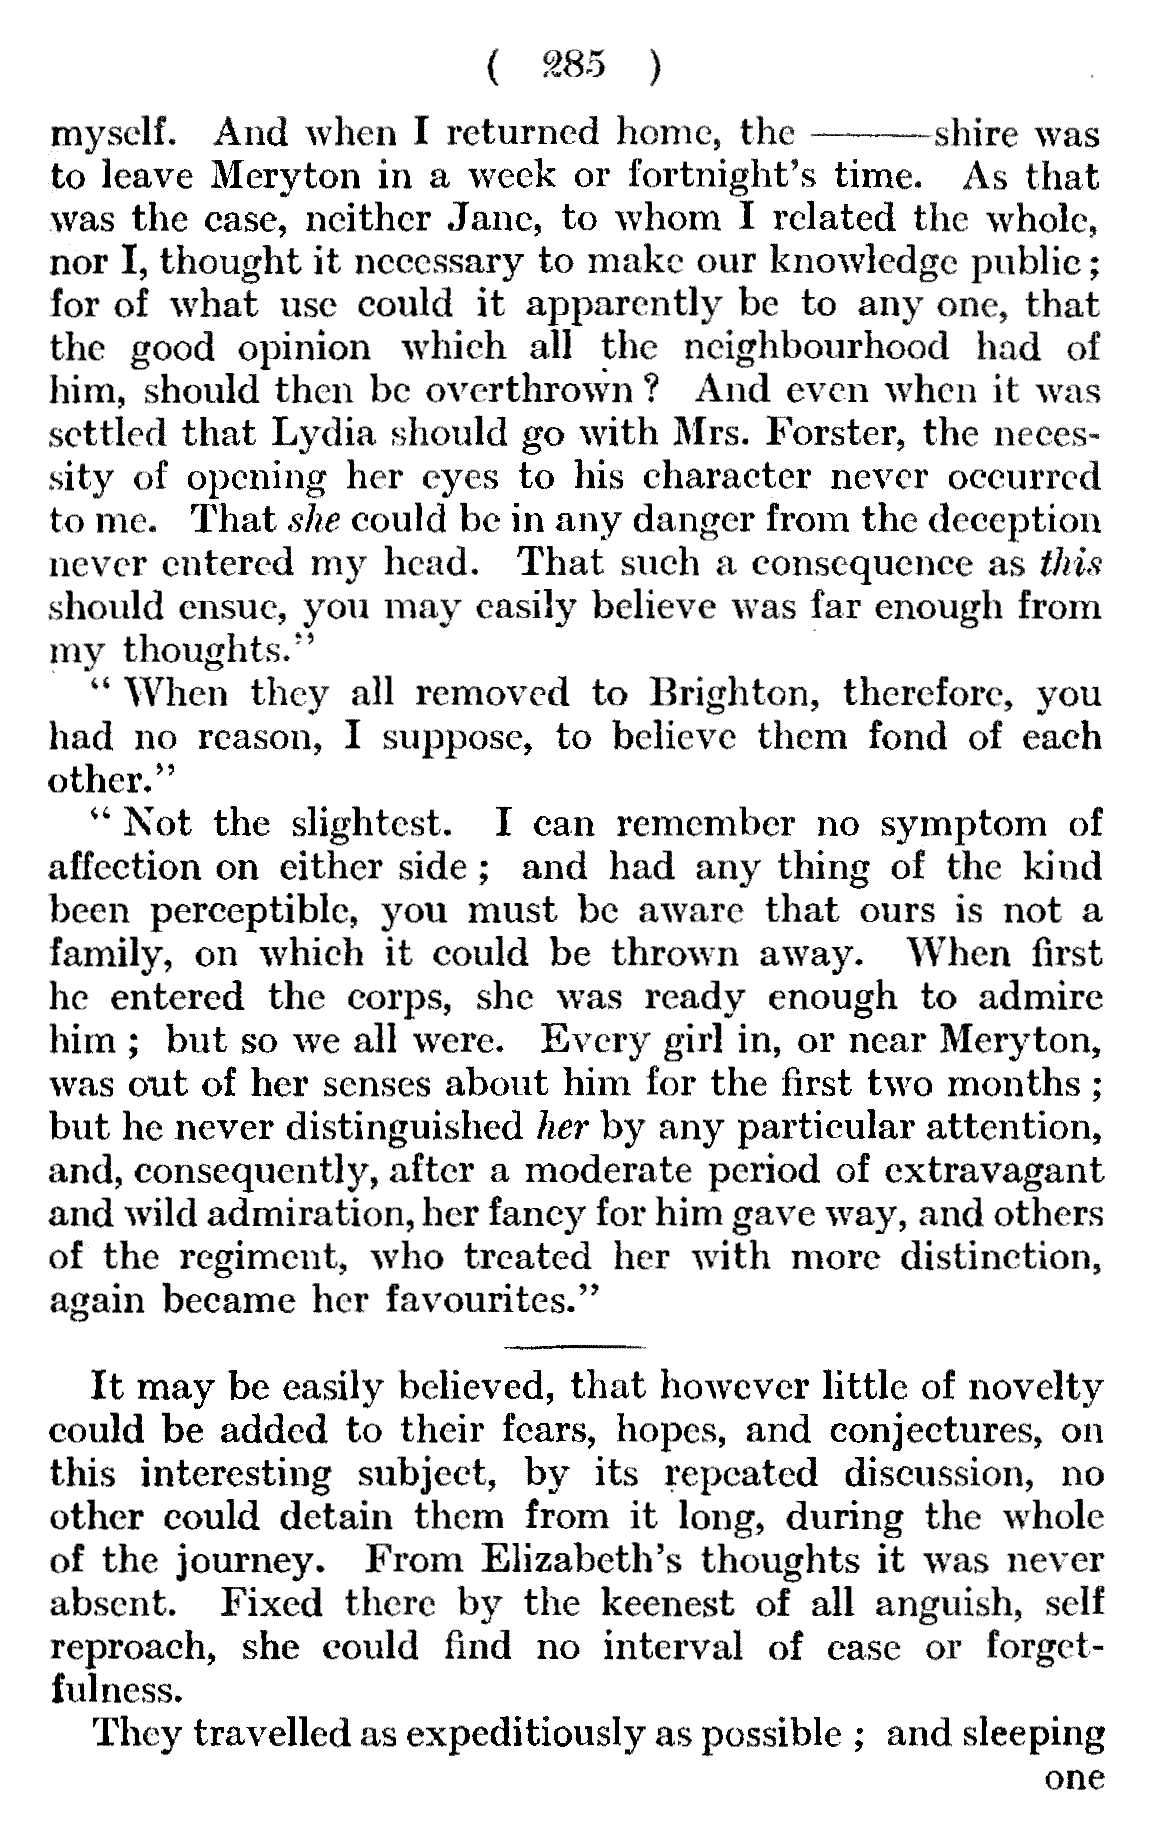 ( 285 )
myself. And when I returned home, the ———shire was
to leave Meryton in a week or fortnight's time. As that
was the case, neither Jane, to whom I related the whole,
nor I, thought it necessary to make our knowledge public;
for of what use could it apparently be to any one, that
the good opinion which all the neighbourhood had of
him, should then be overthrown? And even when it was
settled that Lydia should go with Mrs. Forster, the neces-
sity of opening her eyes to his character never occurred
to me. That she could be in any danger from the deception
never entered my head. That such a consequence as this
should ensue, you may easily believe was far enough from
my thoughts."
"When they all removed to Brighton, therefore, you
had no reason, I suppose, to believe them fond of each
other."
"Not the slightest. I can remember no symptom of
affection on either side; and had any thing of the kind
been perceptible, you must be aware that ours is not a
family, on which it could be thrown away. When first
he entered the corps, she was ready enough to admire
him; but so we all were. Every girl in, or near Meryton,
was out of her senses about him for the first two months;
but he never distinguished her by any particular attention,
and, consequently, after a moderate period of extravagant
and wild admiration, her fancy for him gave way, and others
of the regiment, who treated her with more distinction,
again became her favourites."
It may be easily believed, that however little of novelty
could be added to their fears, hopes, and conjectures, on
this interesting subject, by its repeated discussion, no
other could detain them from it long, during the whole
of the journey. From Elizabeth's thoughts it was never
absent. Fixed there by the keenest of all anguish, self
reproach, she could find no interval of ease or forget-
fulness.
They travelled as expeditiously as possible; and sleeping
one